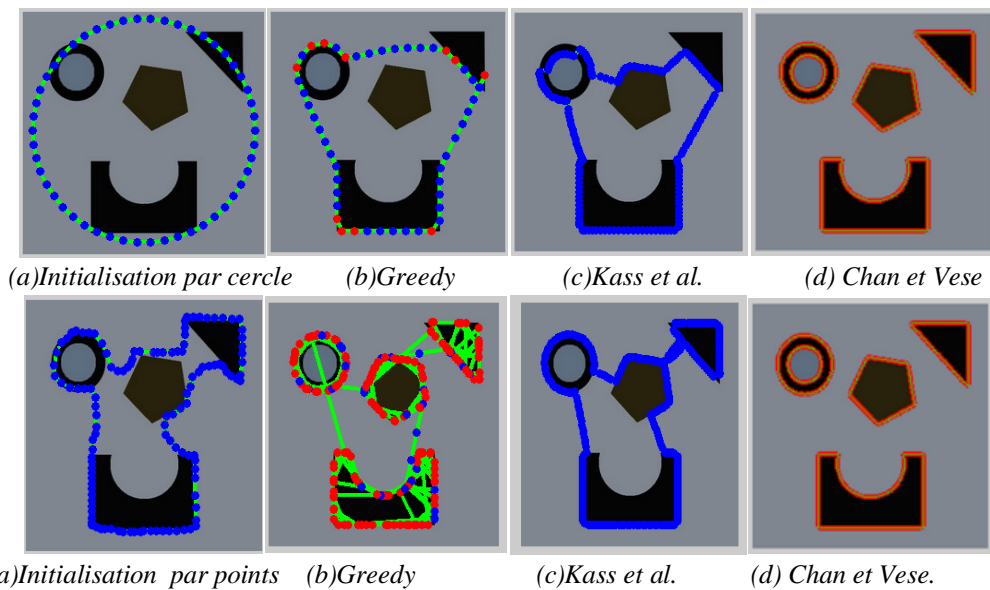 (a)Initialisation par cercle (b)Greedy (c)Kass et al. (d) Chan et Vese
a)Initialisation par points (b)Greedy (c)Kass et al. (d) Chan et Vese.